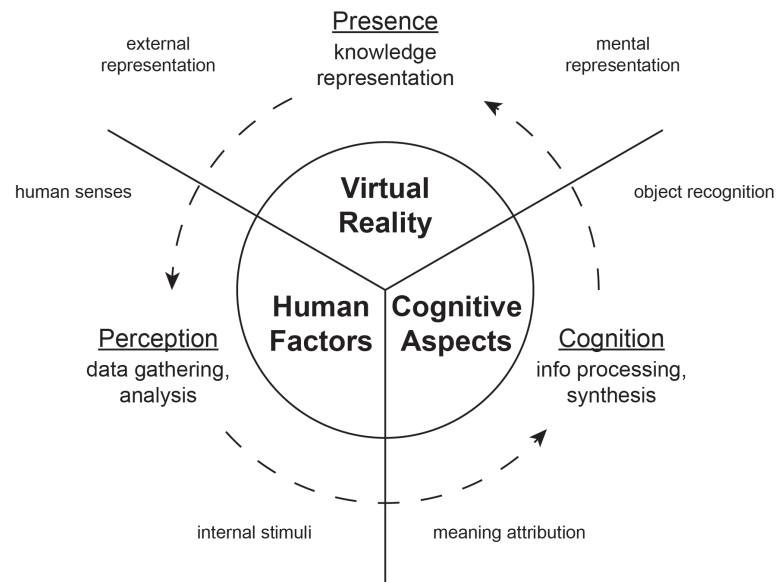 Presence
knowledge
representation
external
representation
mental
representation
human senses
object recognition
Virtual
Reality
Human
Factors
Cognitive
Aspects
Perception
data gathering,
analysis
Cognition
info processing,
synthesis
internal stimuli
meaning attribution